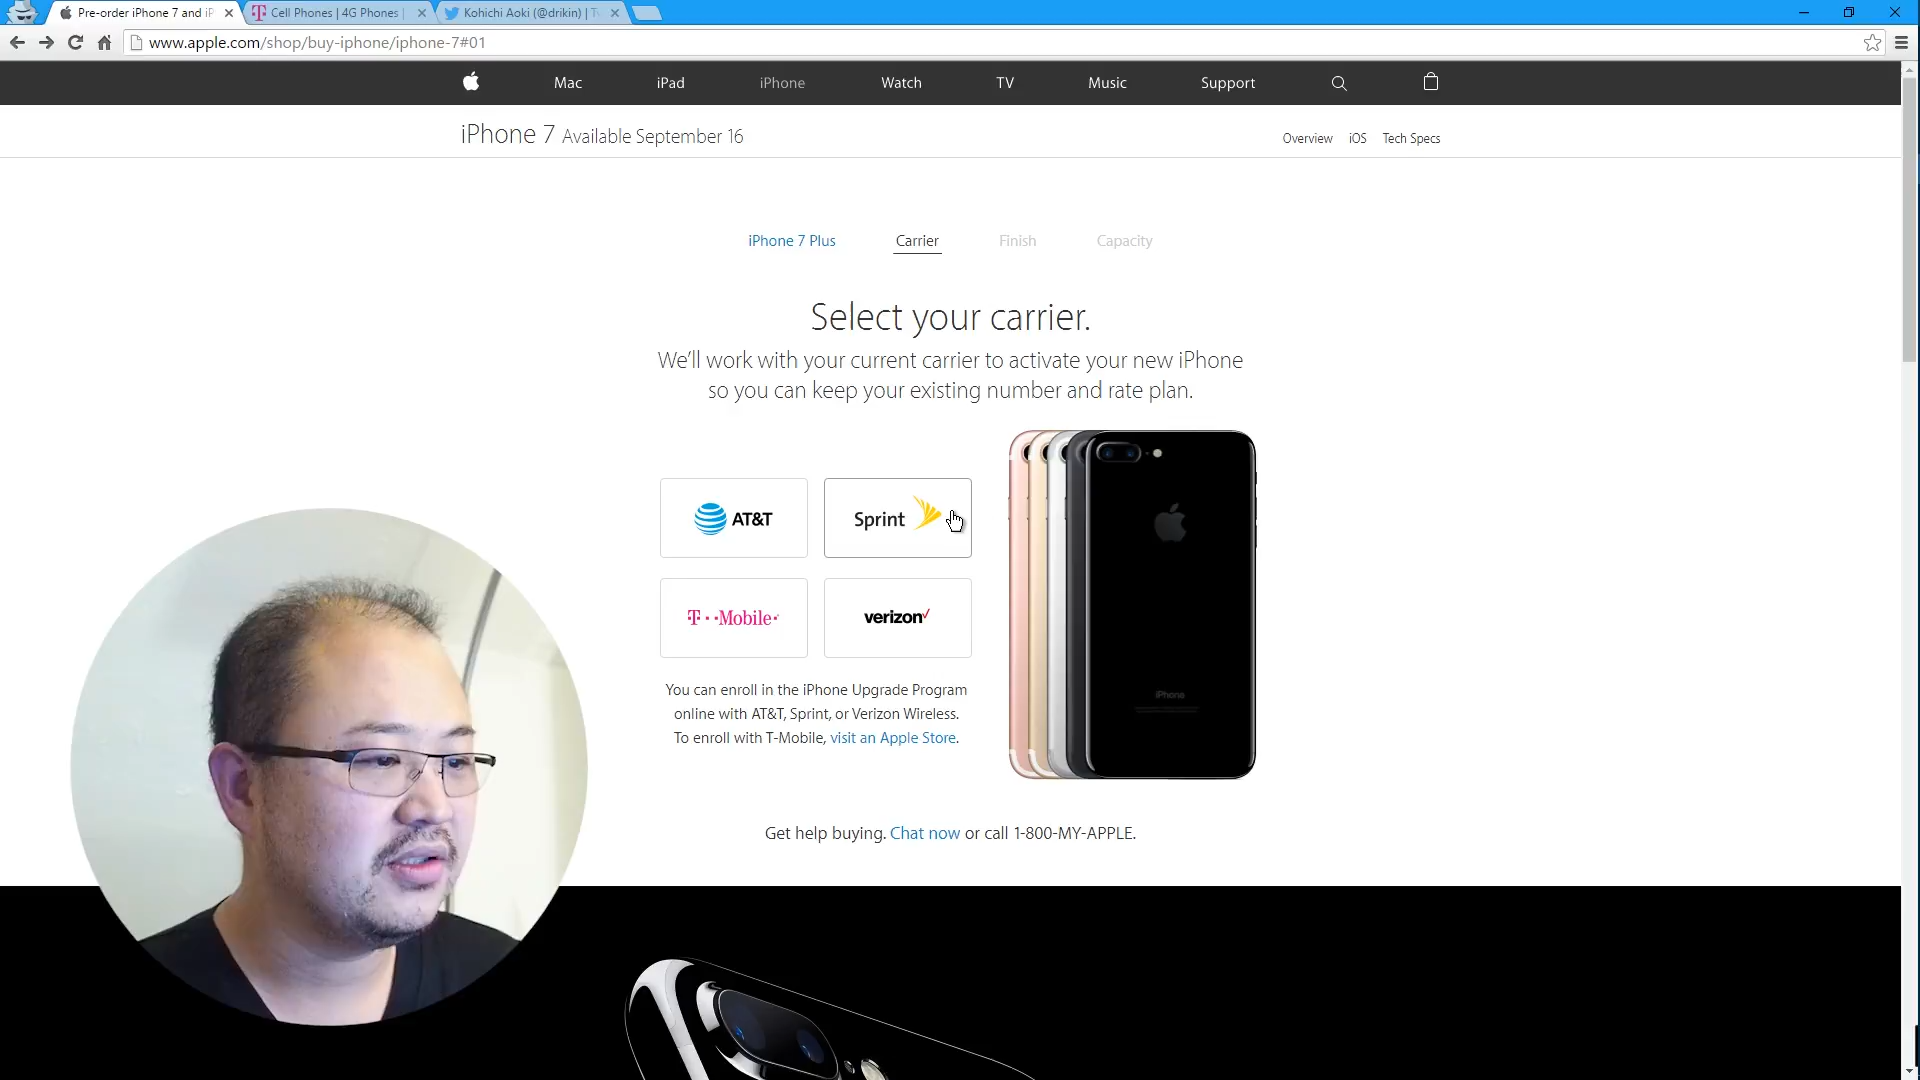 Pre-order iPhone 7 and iP
Cell Phones | 4G Phones |
Kohichi Aoki (@drikin) | Tw
www.apple.com/shop/buy-iphone/iphone-7#01
Mac
iPad
iPhone
Watch
TV
Music
Support
iPhone 7 Available September 16
Overview
iOS
Tech Specs
iPhone 7 Plus
Carrier
Finish
Capacity
Select your carrier.
We'll work with your current carrier to activate your new iPhone
so you can keep your existing number and rate plan.
AT&T
Sprint
T··Mobile·
verizon✓
You can enroll in the iPhone Upgrade Program
online with AT&T, Sprint, or Verizon Wireless.
To enroll with T-Mobile, visit an Apple Store.
iPhone
Get help buying. Chat now or call 1-800-MY-APPLE.